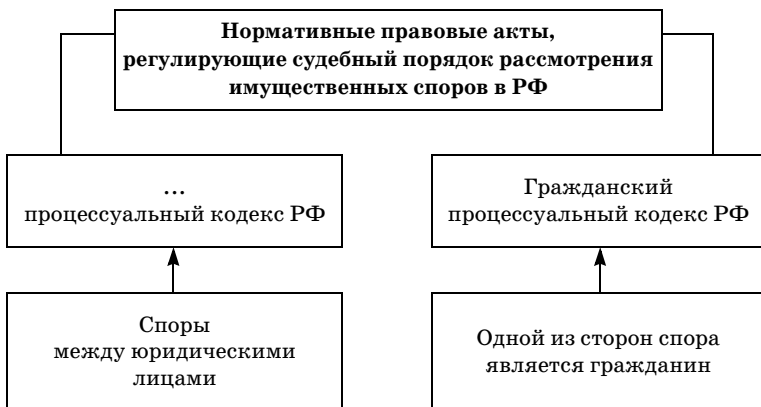 Нормативные правовые акты,
регулирующие судебный порядок рассмотрения
имущественных споров в РФ
...
процессуальный кодекс РФ
Гражданский
процессуальный кодекс РФ
Споры
между юридическими
лицами
Одной из сторон спора
является гражданин